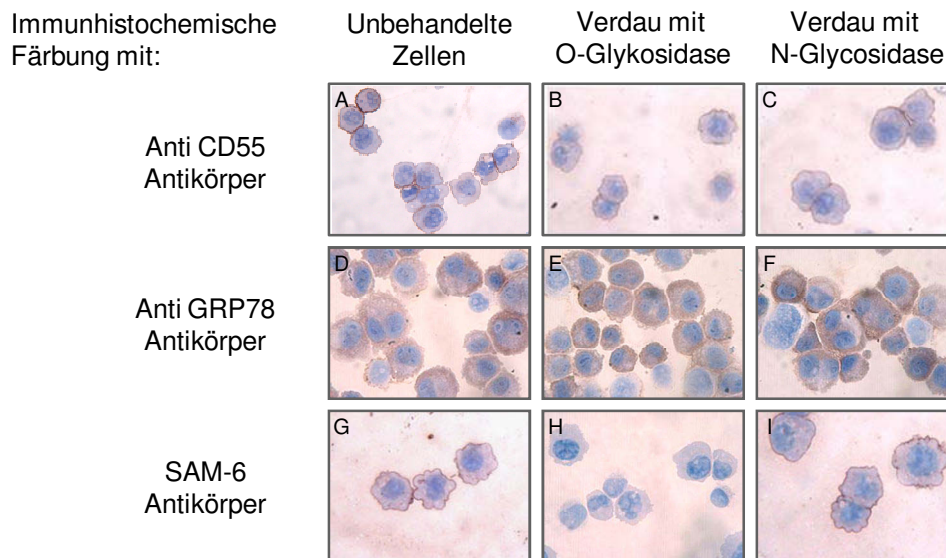 Immunhistochemische
Färbung mit:
Unbehandelte
Zellen
Verdau mit
O-Glykosidase
Verdau mit
N-Glycosidase
Anti CD55
Antikörper
A
B
C
Anti GRP78
Antikörper
D
E
F
SAM-6
Antikörper
G
H
I